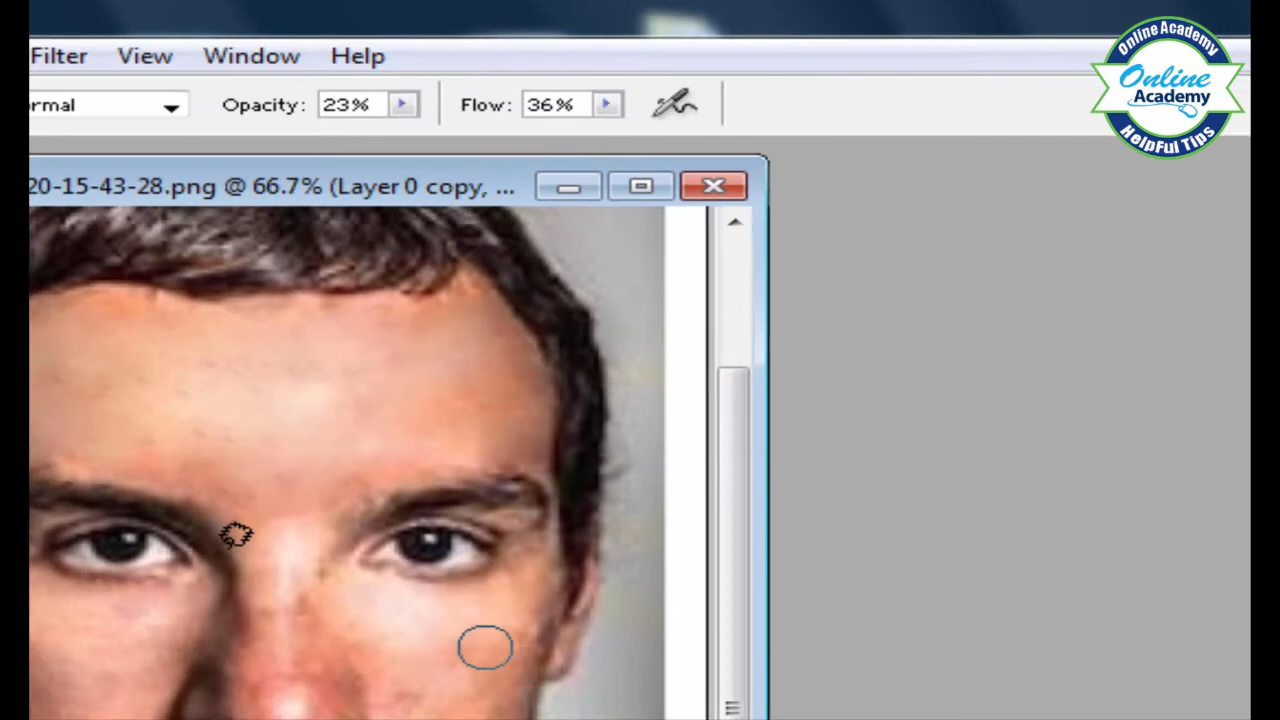 Filter View Window Help
rmal Opacity: 23% Flow: 36%
20-15-43-28.png @ 66.7% (Layer 0 copy, ...
Online Academy
Online
Academy
HelpFul Tips